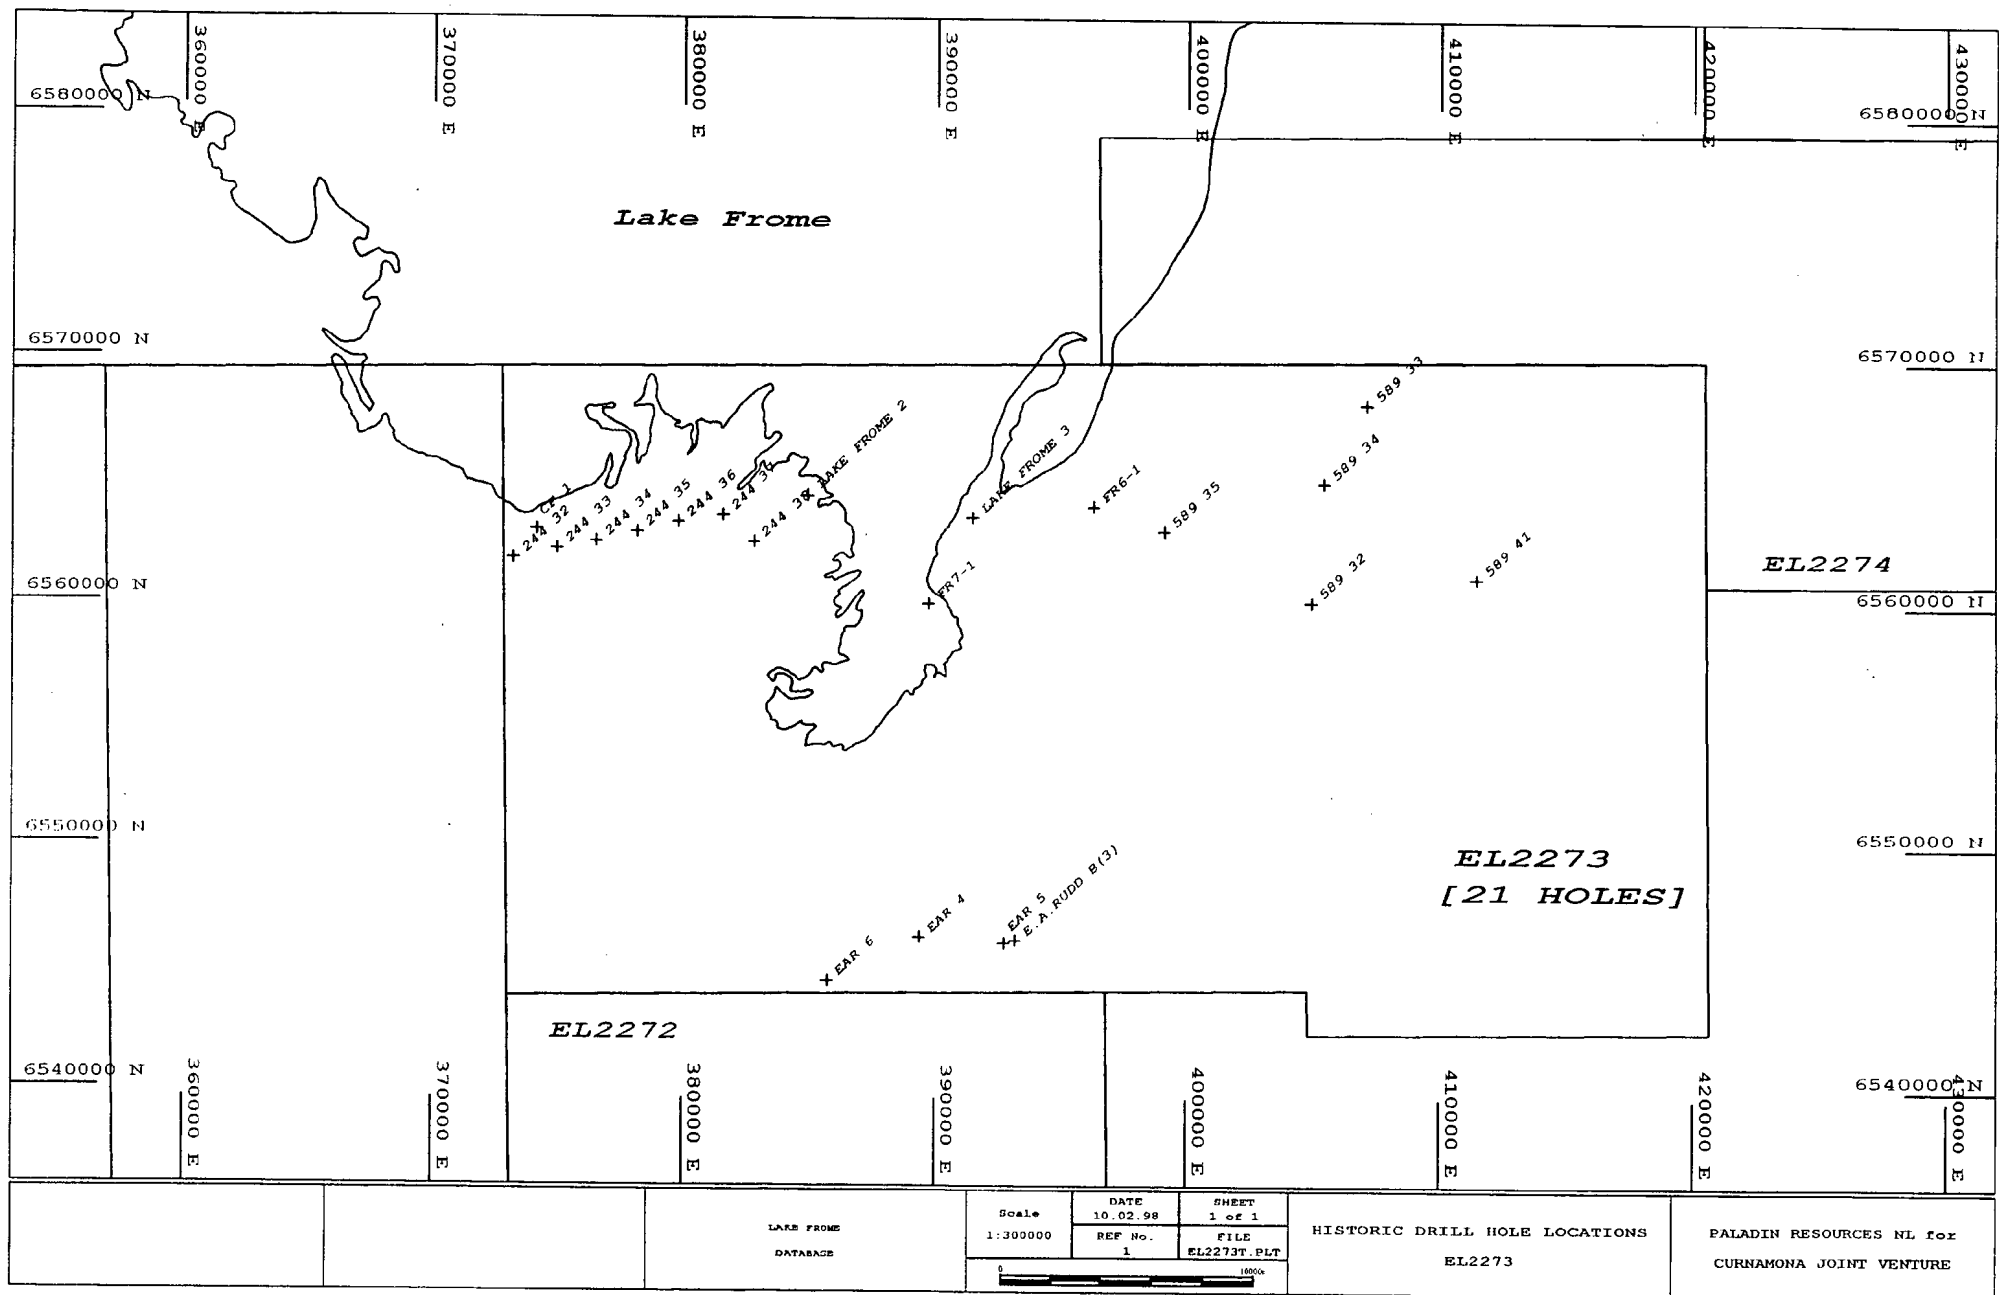 360000 E
370000 E
380000 E
390000 E
400000 E
410000 E
420000 E
430000 E
6580000 N
6580000 N
Lake Frome
6570000 N
6570000 N
589 33
589 34
589 35
589 32
589 41
LAKE FROME 2
LAKE FROME 3
FR6-1
FR7-1
244 32
244 33
244 34
244 35
244 36
244 38
EL2274
6560000 N
6560000 N
6550000 N
6550000 N
EL2273
[21 HOLES]
EAR 6
EAR 4
EAR 5
E.A.RUDD B(3)
EL2272
6540000 N
6540000 N
360000 E
370000 E
380000 E
390000 E
400000 E
410000 E
420000 E
430000 E
LAKE FROME
DATABASE
Scale
1:300000
DATE
10.02.98
SHEET
1 of 1
REF No.
1
FILE
EL2273T.PLT
0
HISTORIC DRILL HOLE LOCATIONS
EL2273
PALADIN RESOURCES NL for
CURNAMONA JOINT VENTURE